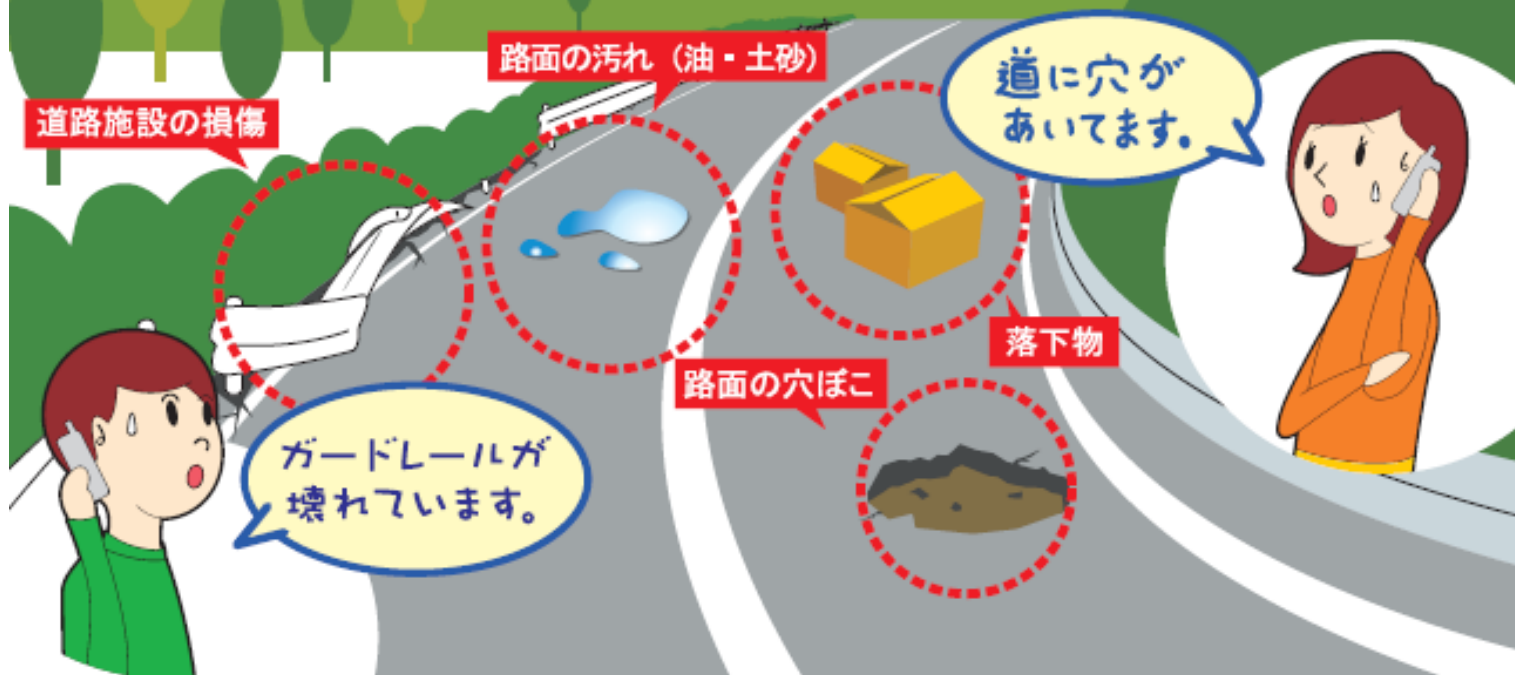 路面の汚れ（油・土砂）
道路施設の損傷
道に穴が
あいてます。
落下物
路面の穴ぼこ
ガードレールが
壊れています。